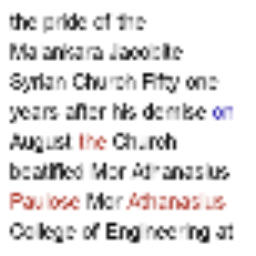 the pride of the
Malankara Jacobite
Syrian Church Fifty one
years after his demise on
August the Church
beatified Mor Athanasius
Paulose Mor Athanasius
College of Engineering at